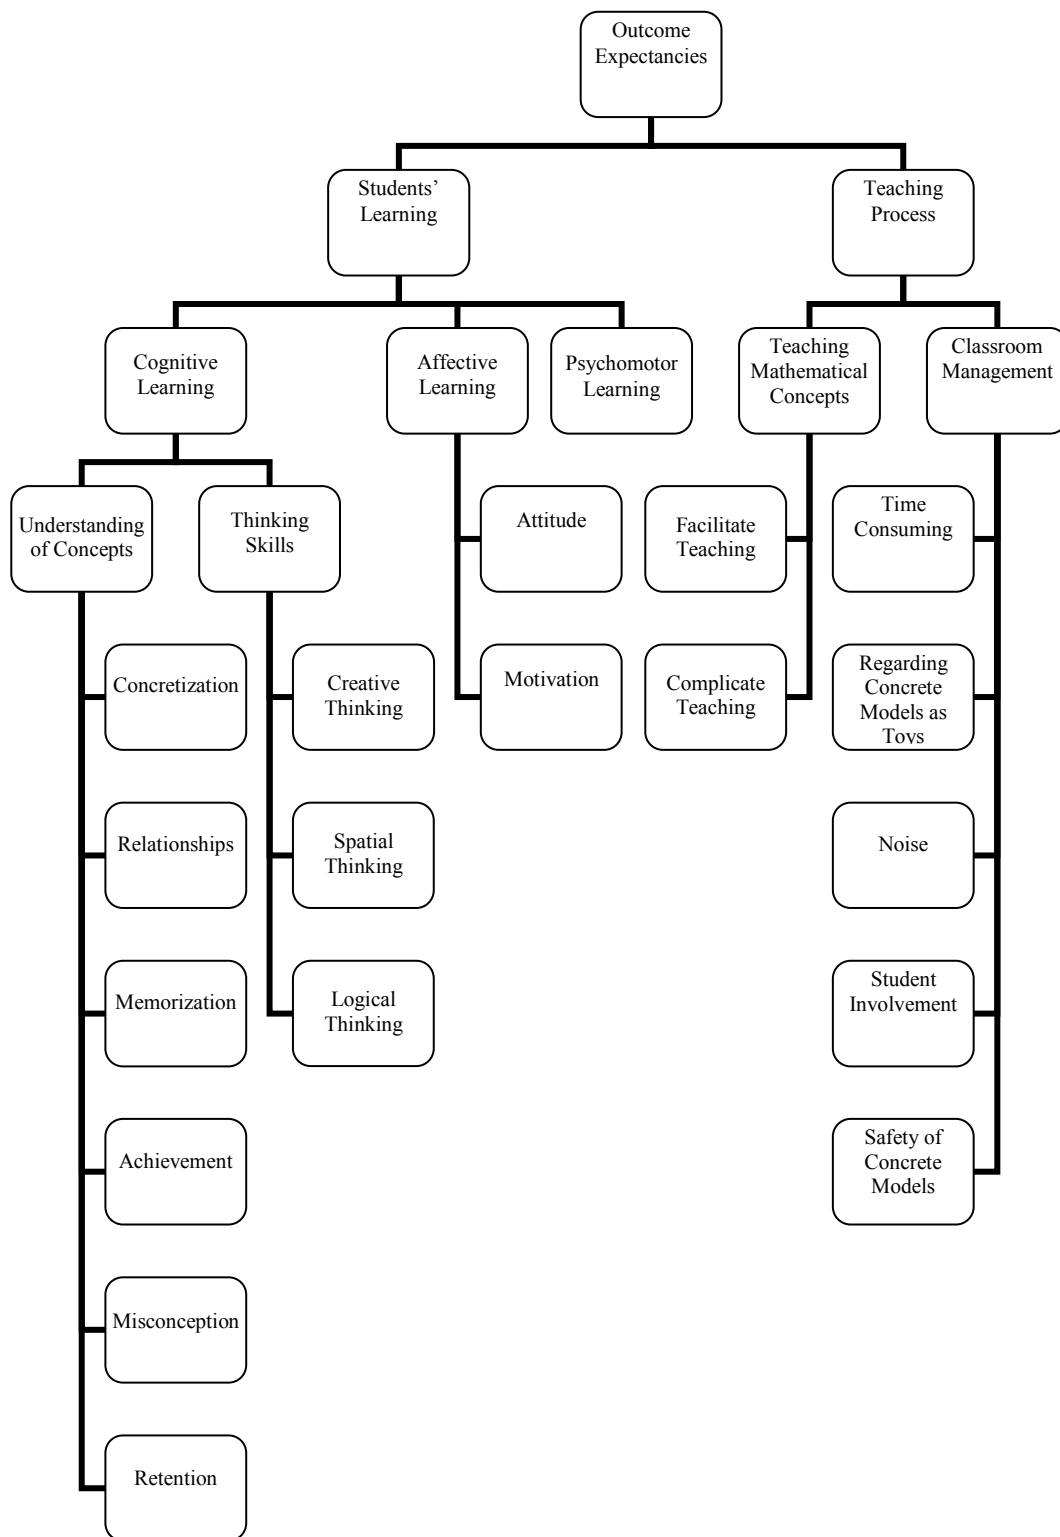 Outcome
Expectancies
Students’
Learning
Teaching
Process
Cognitive
Learning
Affective
Learning
Psychomotor
Learning
Teaching
Mathematical
Concepts
Classroom
Management
Understanding
of Concepts
Thinking
Skills
Attitude
Facilitate
Teaching
Time
Consuming
Concretization
Creative
Thinking
Motivation
Complicate
Teaching
Regarding
Concrete
Models as
Toys
Relationships
Spatial
Thinking
Noise
Memorization
Logical
Thinking
Student
Involvement
Achievement
Safety of
Concrete
Models
Misconception
Retention